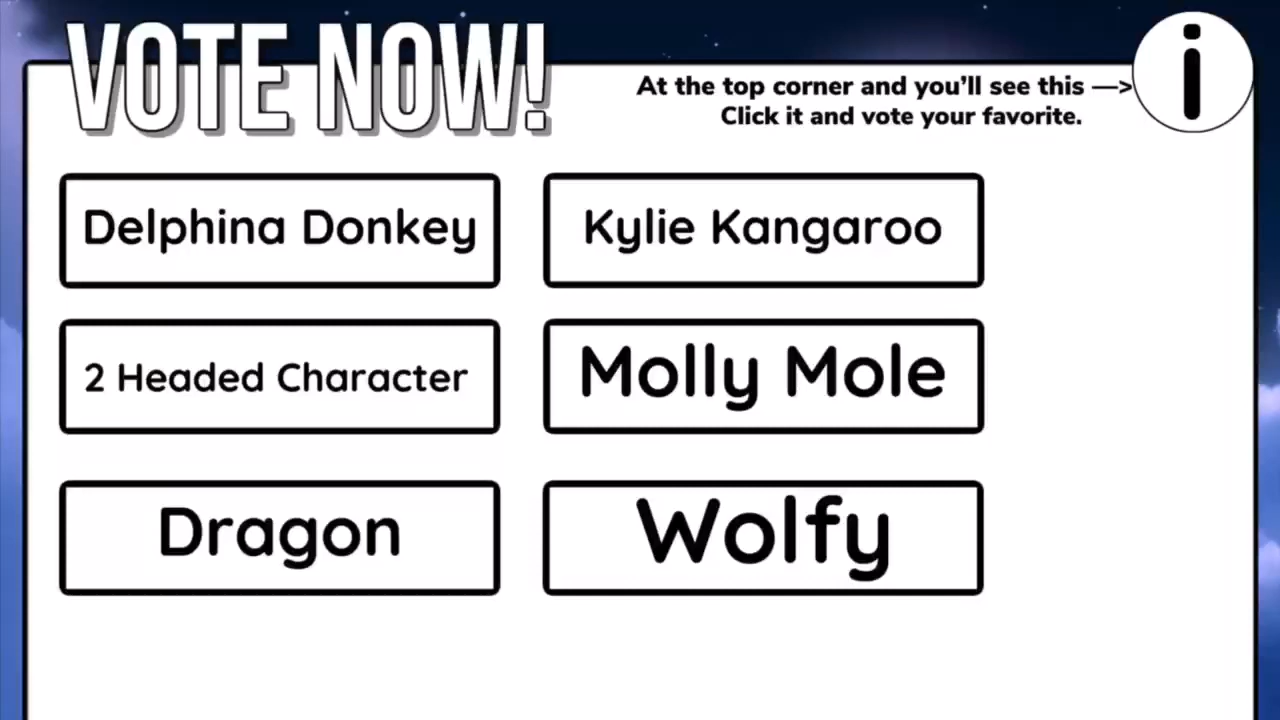 VOTE NOW!
At the top corner and you'll see this —>
Click it and vote your favorite.
i
Delphina Donkey
Kylie Kangaroo
2 Headed Character
Molly Mole
Dragon
Wolfy